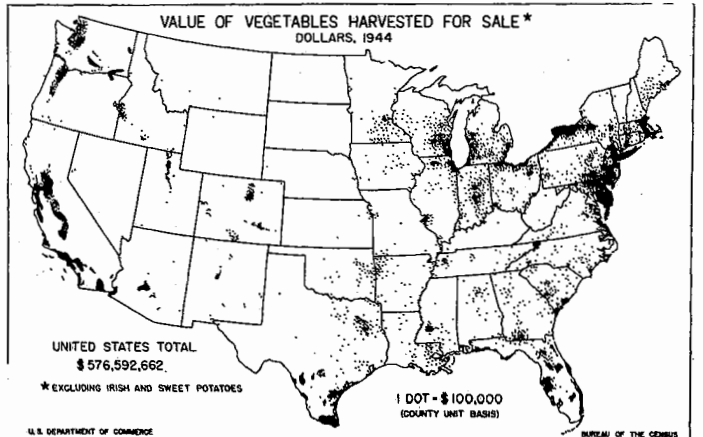 VALUE OF VEGETABLES HARVESTED FOR SALE*
DOLLARS, 1944
UNITED STATES TOTAL
$576,592,662
*EXCLUDING IRISH AND SWEET POTATOES
1 DOT = $100,000
(COUNTY UNIT BASIS)
U. S. DEPARTMENT OF COMMERCE
BUREAU OF THE CENSUS